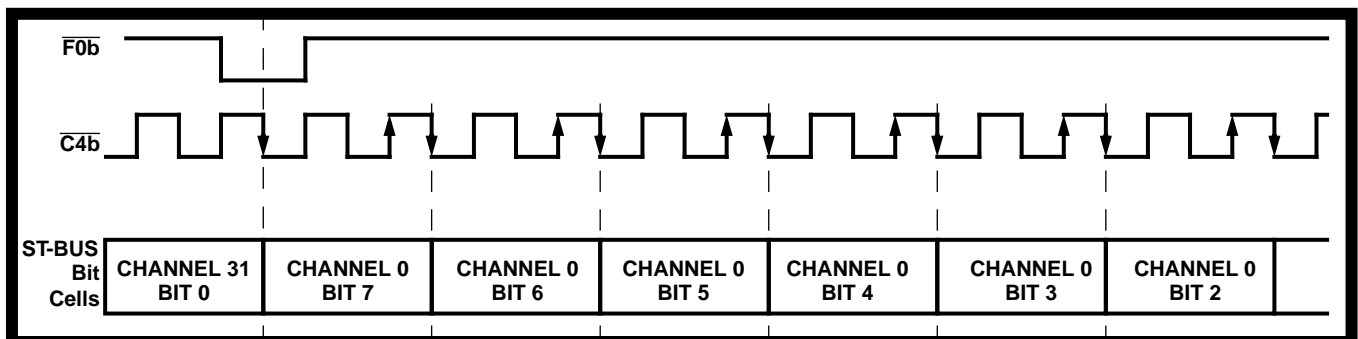 F0b
C4b
ST-BUS
Bit
Cells
CHANNEL 31
BIT 0
CHANNEL 0
BIT 7
CHANNEL 0
BIT 6
CHANNEL 0
BIT 5
CHANNEL 0
BIT 4
CHANNEL 0
BIT 3
CHANNEL 0
BIT 2